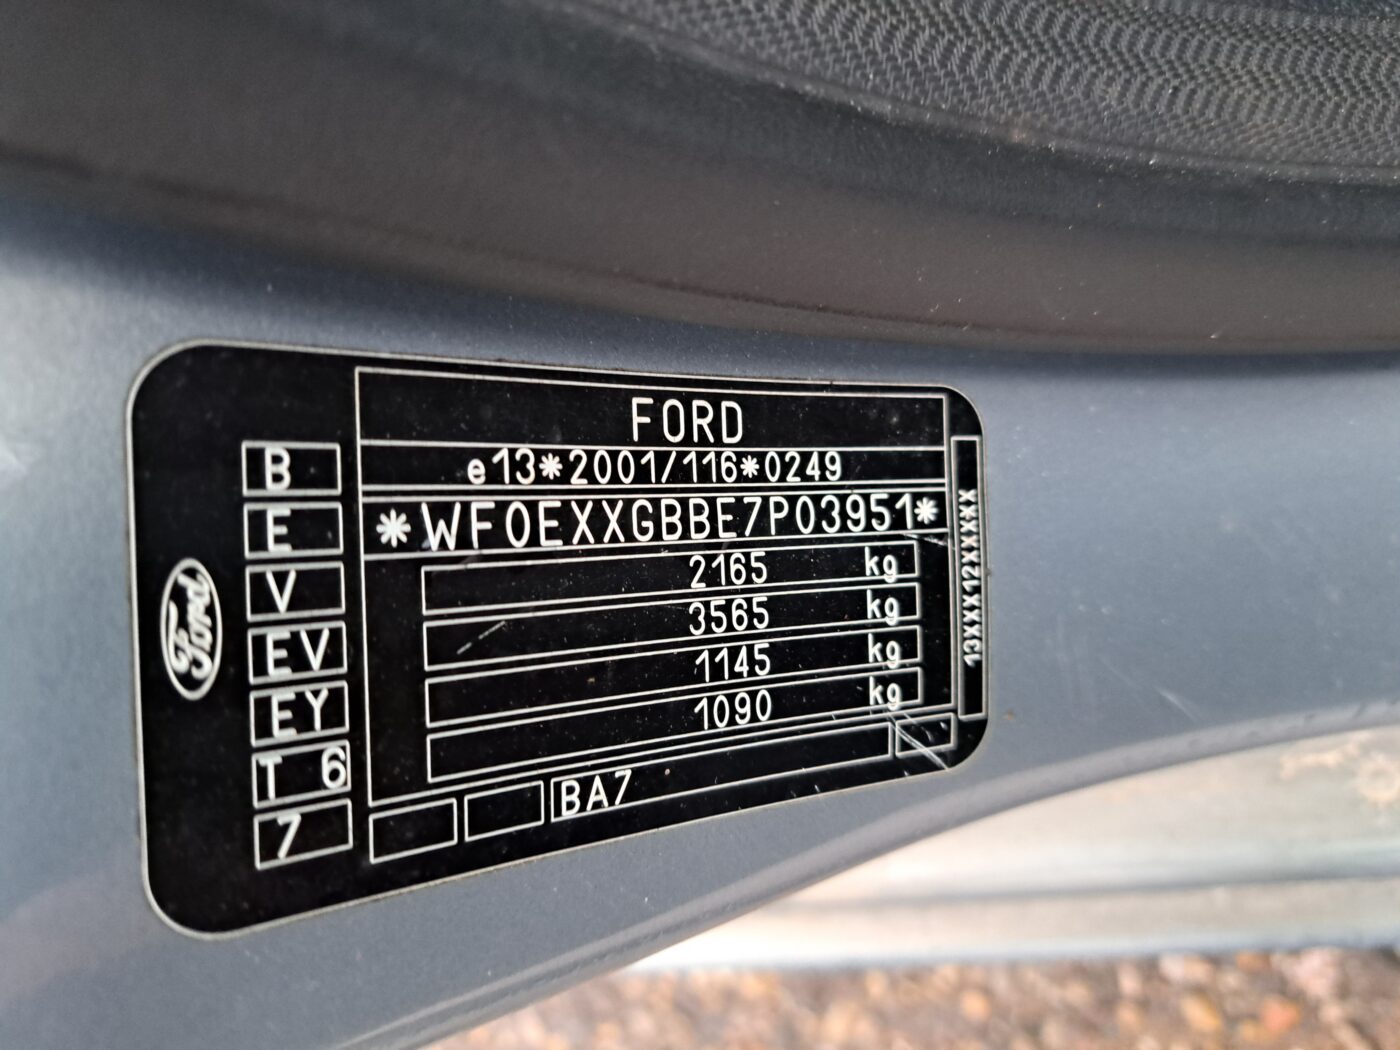 FORD
e13*2001/116*0249
*WF0EXXGBBE7P03951*
2165 kg
3565 kg
1145 kg
1090 kg
BA7
B
E
V
EV
EY
T 6
7
Ford
13XXX12XXXXX